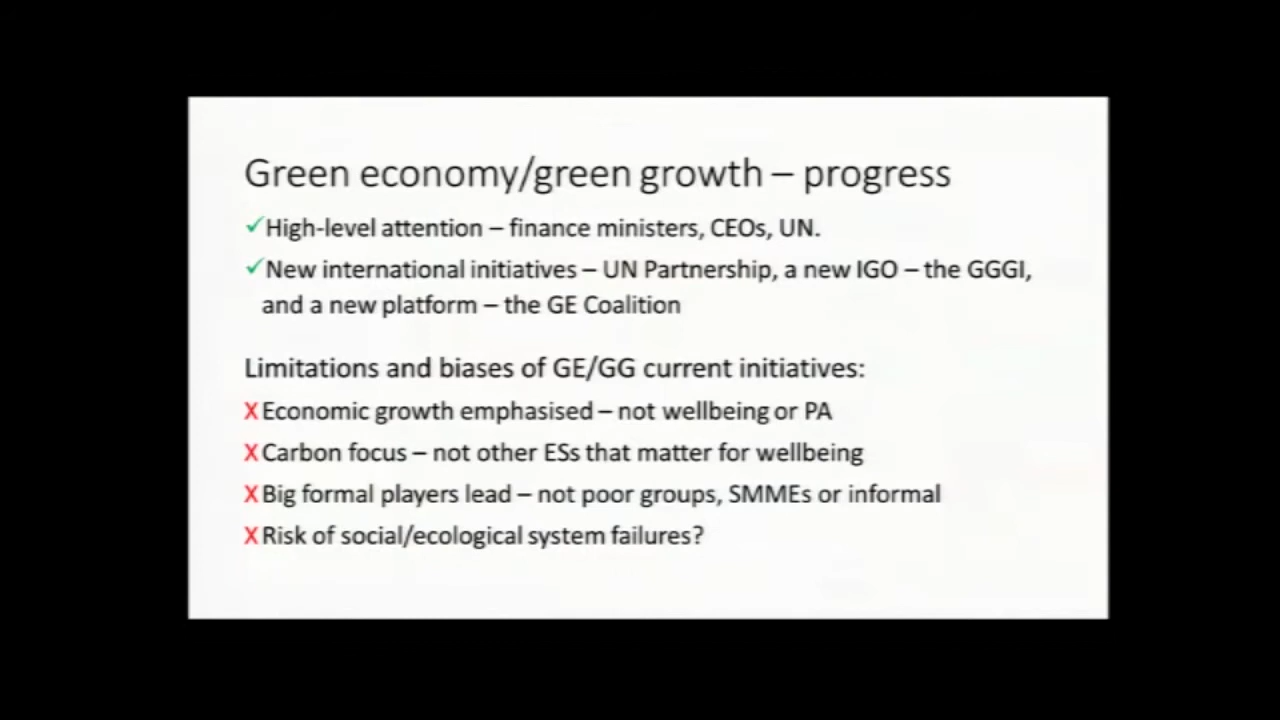 Green economy/green growth – progress
✓High-level attention – finance ministers, CEOs, UN.
✓New international initiatives – UN Partnership, a new IGO – the GGGI,
and a new platform – the GE Coalition
Limitations and biases of GE/GG current initiatives:
X Economic growth emphasised – not wellbeing or PA
X Carbon focus – not other ESs that matter for wellbeing
X Big formal players lead – not poor groups, SMMEs or informal
X Risk of social/ecological system failures?